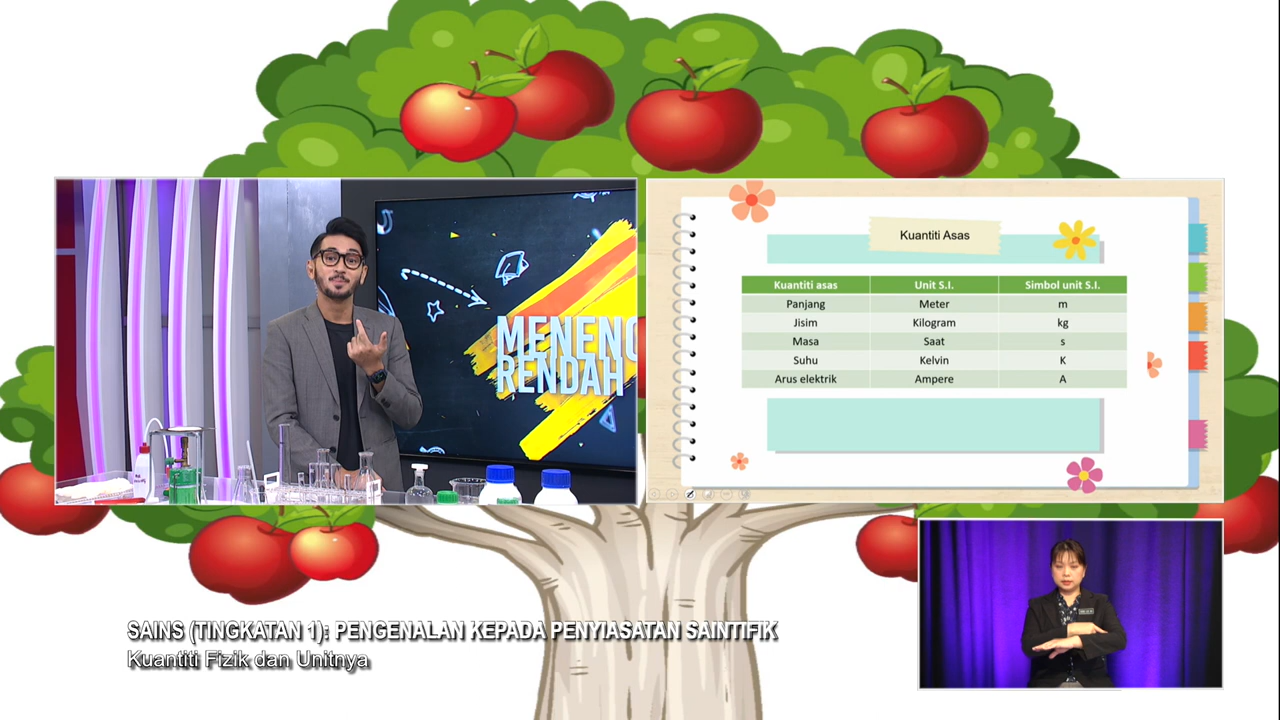 MENENG
RENDAH
Kuantiti Asas
Kuantiti asas Unit S.I. Simbol unit S.I.
Panjang Meter m
Jisim Kilogram kg
Masa Saat s
Suhu Kelvin K
Arus elektrik Ampere A
SAINS (TINGKATAN 1): PENGENALAN KEPADA PENYIASATAN SAINTIFIK
Kuantiti Fizik dan Unitnya